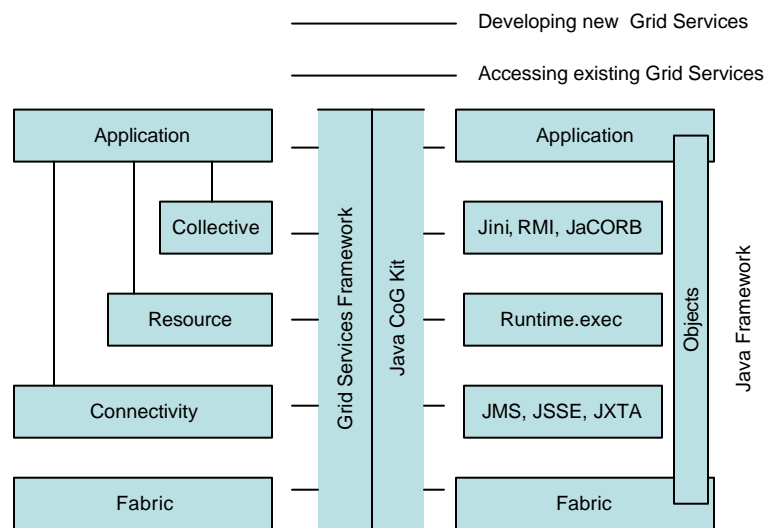 Developing new Grid Services
Accessing existing Grid Services
Application
Collective
Resource
Connectivity
Fabric
Grid Services Framework
Java CoG Kit
Application
Jini, RMI, JaCORB
Runtime.exec
JMS, JSSE, JXTA
Fabric
Objects
Java Framework